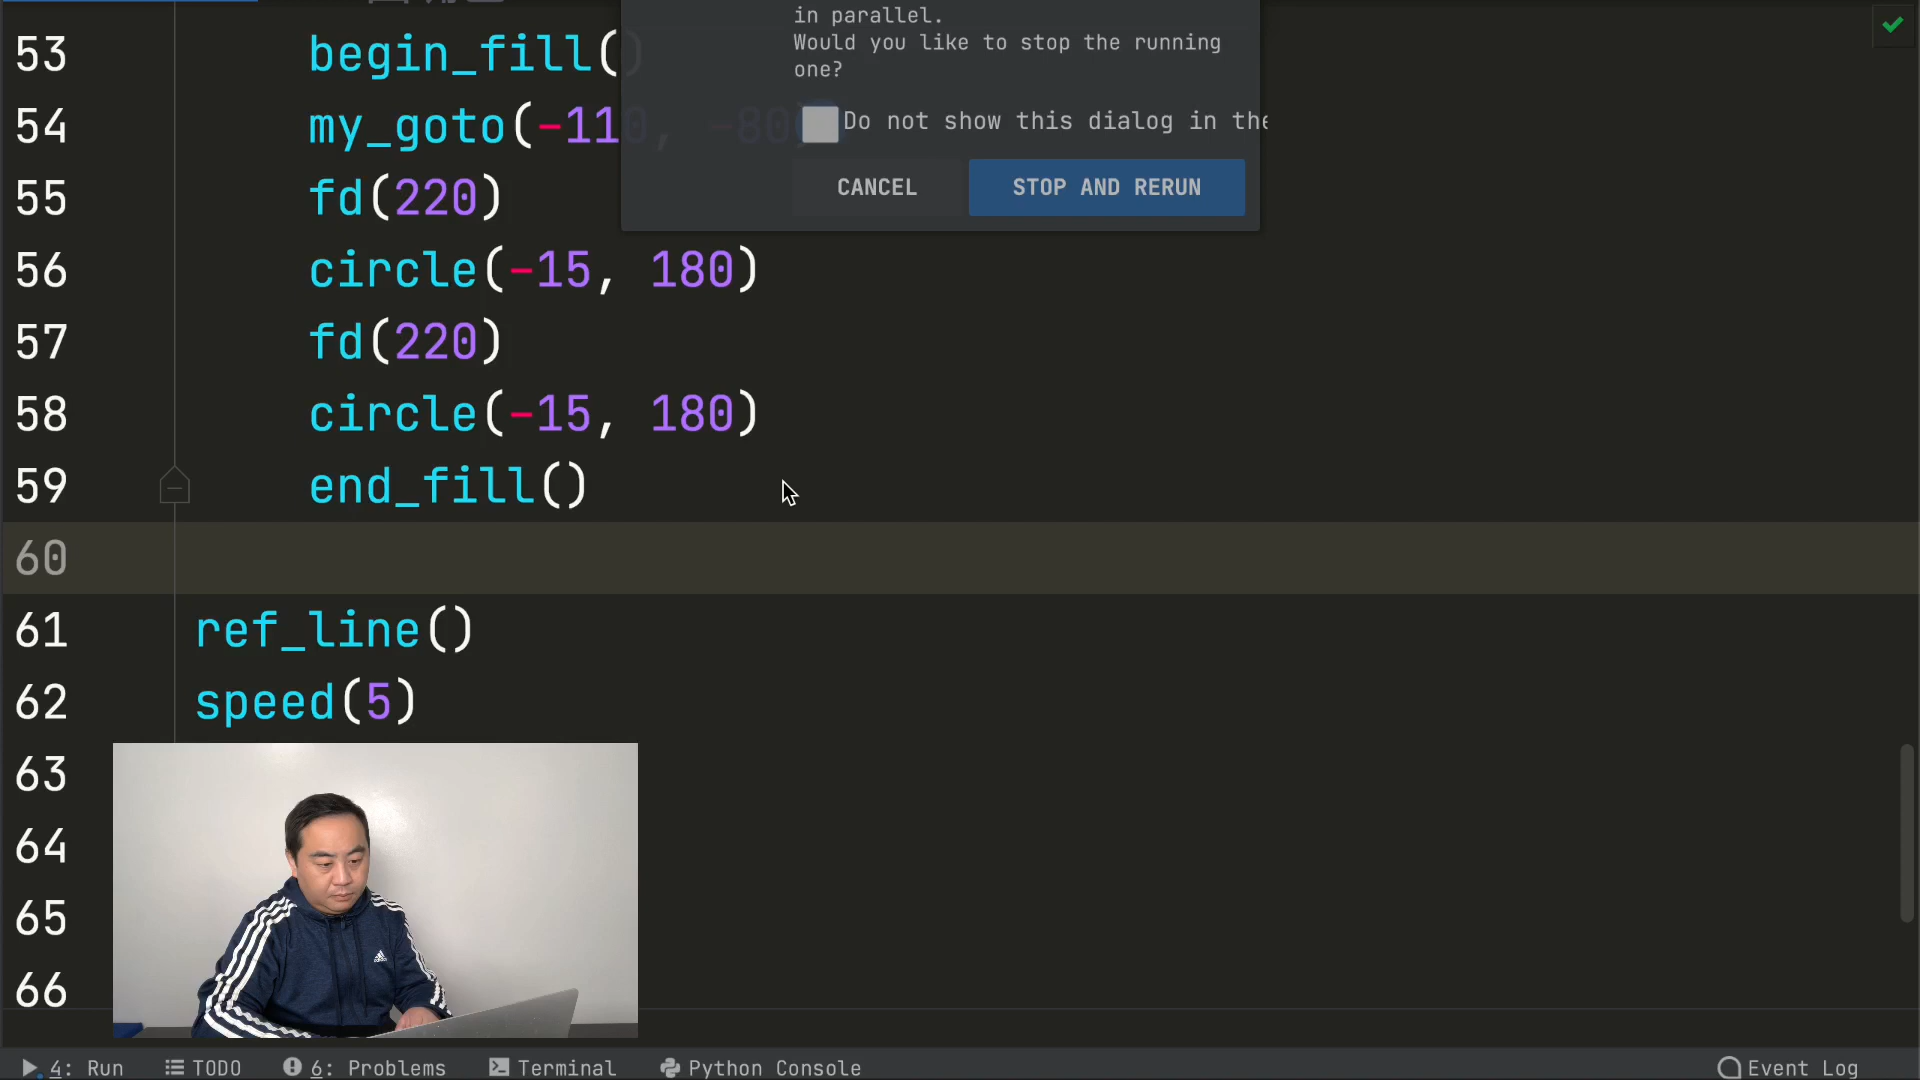 in parallel.
Would you like to stop the running
one?
Do not show this dialog in the
CANCEL
STOP AND RERUN
53 begin_fill()
54 my_goto(-110, -80)
55 fd(220)
56 circle(-15, 180)
57 fd(220)
58 circle(-15, 180)
59 end_fill()
60
61 ref_line()
62 speed(5)
63
64
65
66
adidas
4: Run
TODO
6: Problems
Terminal
Python Console
Event Log